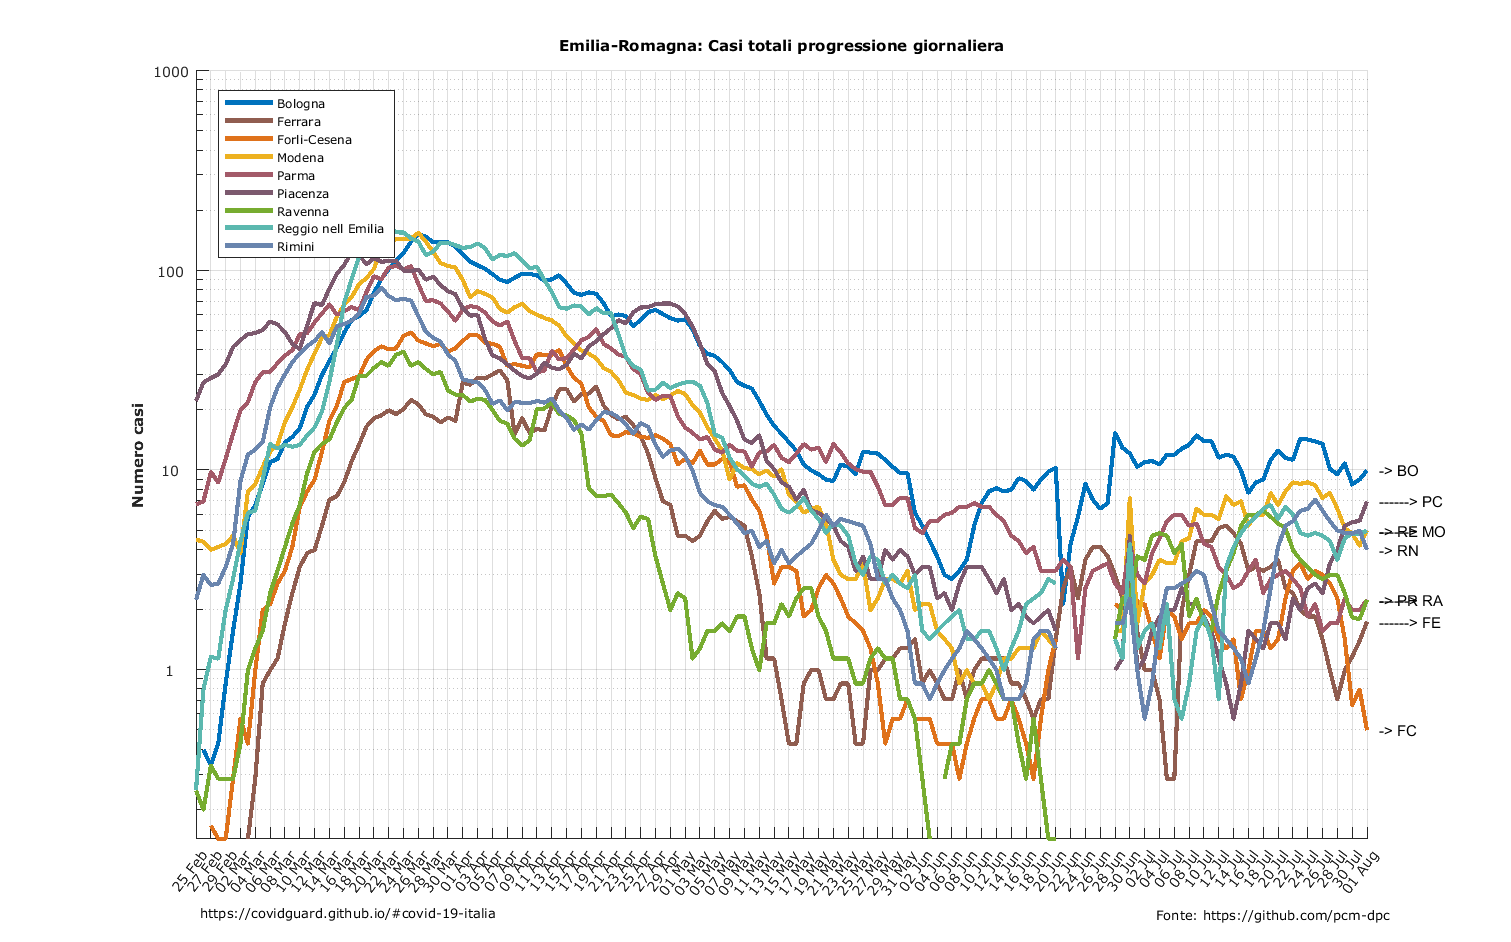 Emilia-Romagna: Casi totali progressione giornaliera
1000
100
10
1
Numero casi
Bologna
Ferrara
Forli-Cesena
Modena
Parma
Piacenza
Ravenna
Reggio nell Emilia
Rimini
-> BO
------> PC
-> RE
------> MO
-> RN
-> PR
------> RA
------> FE
-> FC
25 Feb
27 Feb
29 Feb
02 Mar
04 Mar
06 Mar
08 Mar
10 Mar
12 Mar
14 Mar
16 Mar
18 Mar
20 Mar
22 Mar
24 Mar
26 Mar
28 Mar
30 Mar
01 Apr
03 Apr
05 Apr
07 Apr
09 Apr
11 Apr
13 Apr
15 Apr
17 Apr
19 Apr
21 Apr
23 Apr
25 Apr
27 Apr
29 Apr
01 May
03 May
05 May
07 May
09 May
11 May
13 May
15 May
17 May
19 May
21 May
23 May
25 May
27 May
29 May
31 May
02 Jun
04 Jun
06 Jun
08 Jun
10 Jun
12 Jun
14 Jun
16 Jun
18 Jun
20 Jun
22 Jun
24 Jun
26 Jun
28 Jun
30 Jun
02 Jul
04 Jul
06 Jul
08 Jul
10 Jul
12 Jul
14 Jul
16 Jul
18 Jul
20 Jul
22 Jul
24 Jul
26 Jul
28 Jul
30 Jul
01 Aug
https://covidguard.github.io/#covid-19-italia
Fonte: https://github.com/pcm-dpc